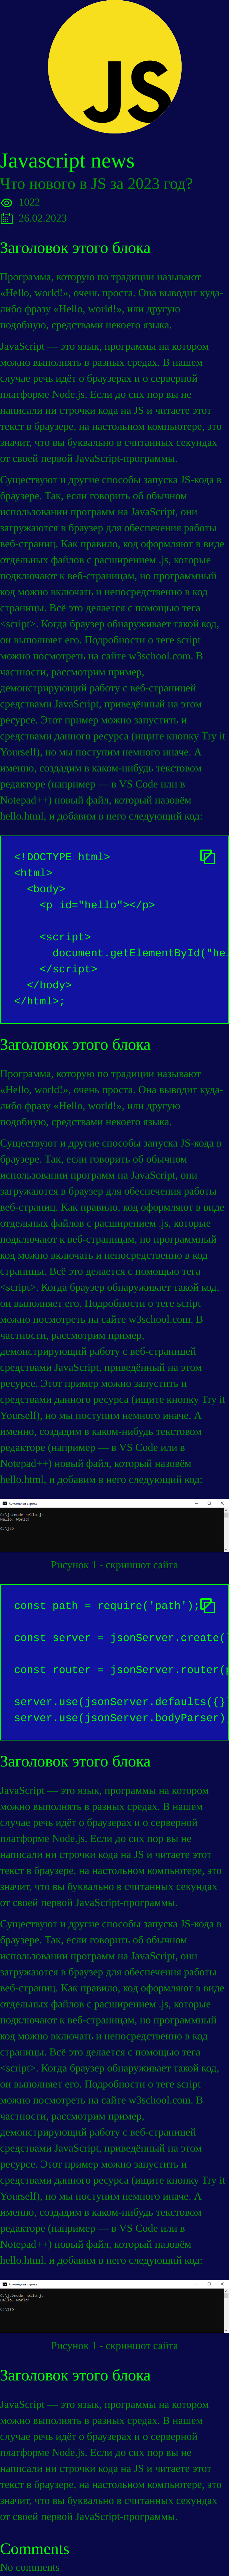 JS
Javascript news
Что нового в JS за 2023 год?
1022
26.02.2023
Заголовок этого блока
Программа, которую по традиции называют
«Hello, world!», очень проста. Она выводит куда-
либо фразу «Hello, world!», или другую
подобную, средствами некоего языка.
JavaScript — это язык, программы на котором
можно выполнять в разных средах. В нашем
случае речь идёт о браузерах и о серверной
платформе Node.js. Если до сих пор вы не
написали ни строчки кода на JS и читаете этот
текст в браузере, на настольном компьютере, это
значит, что вы буквально в считанных секундах
от своей первой JavaScript-программы.
Существуют и другие способы запуска JS-кода в
браузере. Так, если говорить об обычном
использовании программ на JavaScript, они
загружаются в браузер для обеспечения работы
веб-страниц. Как правило, код оформляют в виде
отдельных файлов с расширением .js, которые
подключают к веб-страницам, но программный
код можно включать и непосредственно в код
страницы. Всё это делается с помощью тега
<script>. Когда браузер обнаруживает такой код,
он выполняет его. Подробности о теге script
можно посмотреть на сайте w3school.com. В
частности, рассмотрим пример,
демонстрирующий работу с веб-страницей
средствами JavaScript, приведённый на этом
ресурсе. Этот пример можно запустить и
средствами данного ресурса (ищите кнопку Try it
Yourself), но мы поступим немного иначе. А
именно, создадим в каком-нибудь текстовом
редакторе (например — в VS Code или в
Notepad++) новый файл, который назовём
hello.html, и добавим в него следующий код:
<!DOCTYPE html>
<html>
<body>
<p id="hello"></p>
<script>
document.getElementById("hel
</script>
</body>
</html>;
Заголовок этого блока
Программа, которую по традиции называют
«Hello, world!», очень проста. Она выводит куда-
либо фразу «Hello, world!», или другую
подобную, средствами некоего языка.
Существуют и другие способы запуска JS-кода в
браузере. Так, если говорить об обычном
использовании программ на JavaScript, они
загружаются в браузер для обеспечения работы
веб-страниц. Как правило, код оформляют в виде
отдельных файлов с расширением .js, которые
подключают к веб-страницам, но программный
код можно включать и непосредственно в код
страницы. Всё это делается с помощью тега
<script>. Когда браузер обнаруживает такой код,
он выполняет его. Подробности о теге script
можно посмотреть на сайте w3school.com. В
частности, рассмотрим пример,
демонстрирующий работу с веб-страницей
средствами JavaScript, приведённый на этом
ресурсе. Этот пример можно запустить и
средствами данного ресурса (ищите кнопку Try it
Yourself), но мы поступим немного иначе. А
именно, создадим в каком-нибудь текстовом
редакторе (например — в VS Code или в
Notepad++) новый файл, который назовём
hello.html, и добавим в него следующий код:
Командная строка
C:\js>node hello.js
Hello, World!
C:\js>
Рисунок 1 - скриншот сайта
const path = require('path');
const server = jsonServer.create(
const router = jsonServer.router(p
server.use(jsonServer.defaults({})
server.use(jsonServer.bodyParser);
Заголовок этого блока
JavaScript — это язык, программы на котором
можно выполнять в разных средах. В нашем
случае речь идёт о браузерах и о серверной
платформе Node.js. Если до сих пор вы не
написали ни строчки кода на JS и читаете этот
текст в браузере, на настольном компьютере, это
значит, что вы буквально в считанных секундах
от своей первой JavaScript-программы.
Существуют и другие способы запуска JS-кода в
браузере. Так, если говорить об обычном
использовании программ на JavaScript, они
загружаются в браузер для обеспечения работы
веб-страниц. Как правило, код оформляют в виде
отдельных файлов с расширением .js, которые
подключают к веб-страницам, но программный
код можно включать и непосредственно в код
страницы. Всё это делается с помощью тега
<script>. Когда браузер обнаруживает такой код,
он выполняет его. Подробности о теге script
можно посмотреть на сайте w3school.com. В
частности, рассмотрим пример,
демонстрирующий работу с веб-страницей
средствами JavaScript, приведённый на этом
ресурсе. Этот пример можно запустить и
средствами данного ресурса (ищите кнопку Try it
Yourself), но мы поступим немного иначе. А
именно, создадим в каком-нибудь текстовом
редакторе (например — в VS Code или в
Notepad++) новый файл, который назовём
hello.html, и добавим в него следующий код:
Командная строка
C:\js>node hello.js
Hello, World!
C:\js>
Рисунок 1 - скриншот сайта
Заголовок этого блока
JavaScript — это язык, программы на котором
можно выполнять в разных средах. В нашем
случае речь идёт о браузерах и о серверной
платформе Node.js. Если до сих пор вы не
написали ни строчки кода на JS и читаете этот
текст в браузере, на настольном компьютере, это
значит, что вы буквально в считанных секундах
от своей первой JavaScript-программы.
Comments
No comments